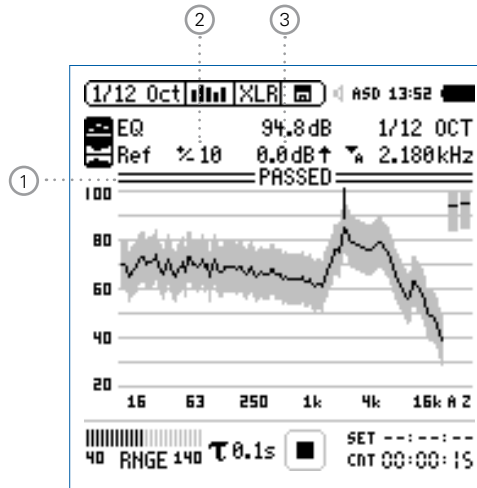 2 3
1/12 Oct XLR ASD 13:52
EQ 94.8dB 1/12 OCT
Ref 10 0.0dB↑ A 2.180kHz
1
PASSED
100
80
60
40
20
16 63 250 1k 4k 16k A Z
40 RNGE 140 τ 0.1s
SET --:--:--
CNT 00:00:15